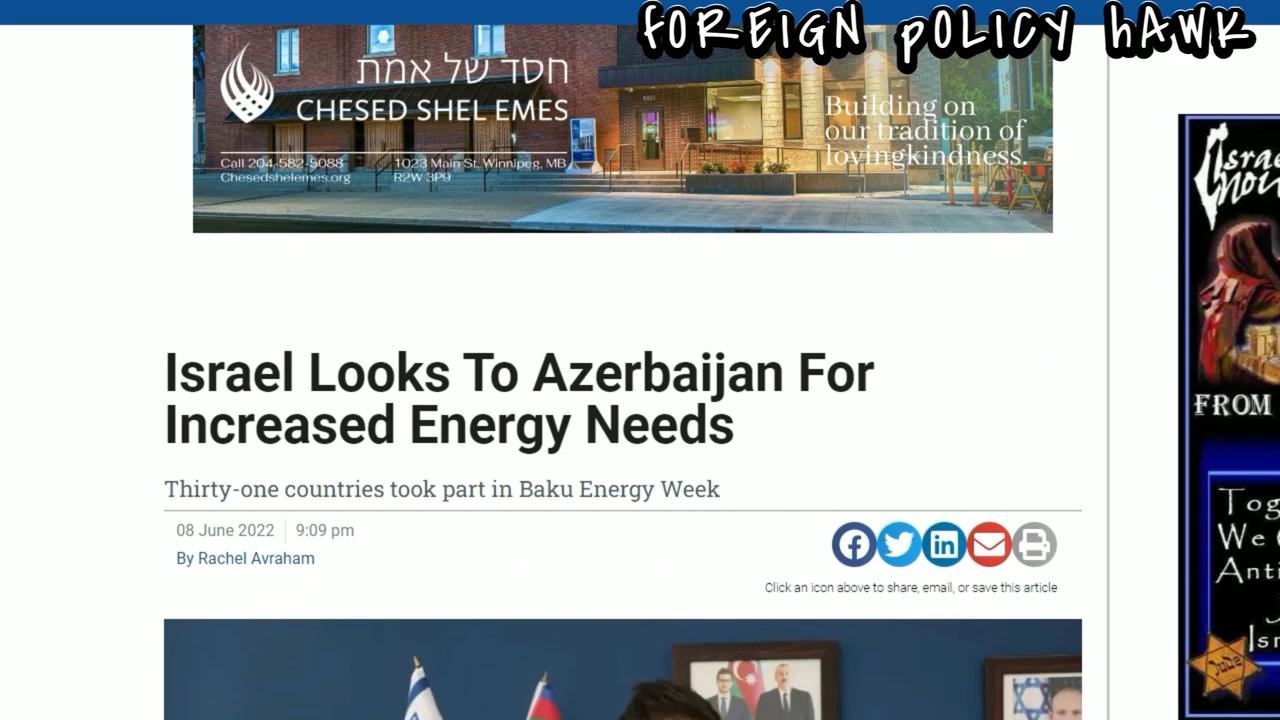 fOREIGN pOLICY hAWK
חסד של אמת
CHESED SHEL EMES
Call 204-582-5088
Chesedshelemes.org
1023 Main St, Winnipeg, MB
R2W 3P9
1023
Building on
our tradition of
lovingkindness.
Israel Looks To Azerbaijan For
Increased Energy Needs
Thirty-one countries took part in Baku Energy Week
08 June 2022 9:09 pm
By Rachel Avraham
Click an icon above to share, email, or save this article
FROM
We
Jude